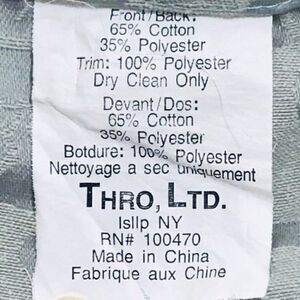 Front/Back:
65% Cotton
35% Polyester
Trim: 100% Polyester
Dry Clean Only
Devant/Dos:
65% Cotton
35% Polyester
Botdure: 100% Polyester
Nettoyage a sec uniquement
THRO, LTD.
Isllp NY
RN# 100470
Made in China
Fabrique aux Chine